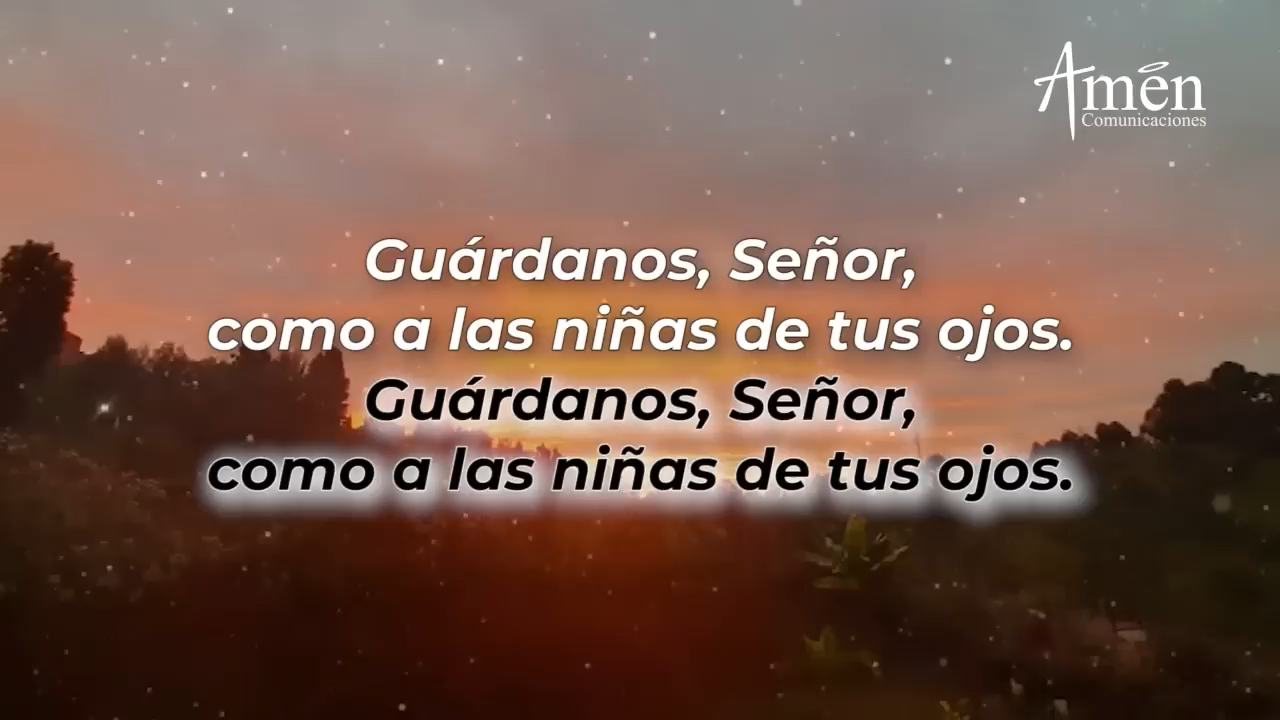 Amén
Comunicaciones
Guárdanos, Señor,
como a las niñas de tus ojos.
Guárdanos, Señor,
como a las niñas de tus ojos.